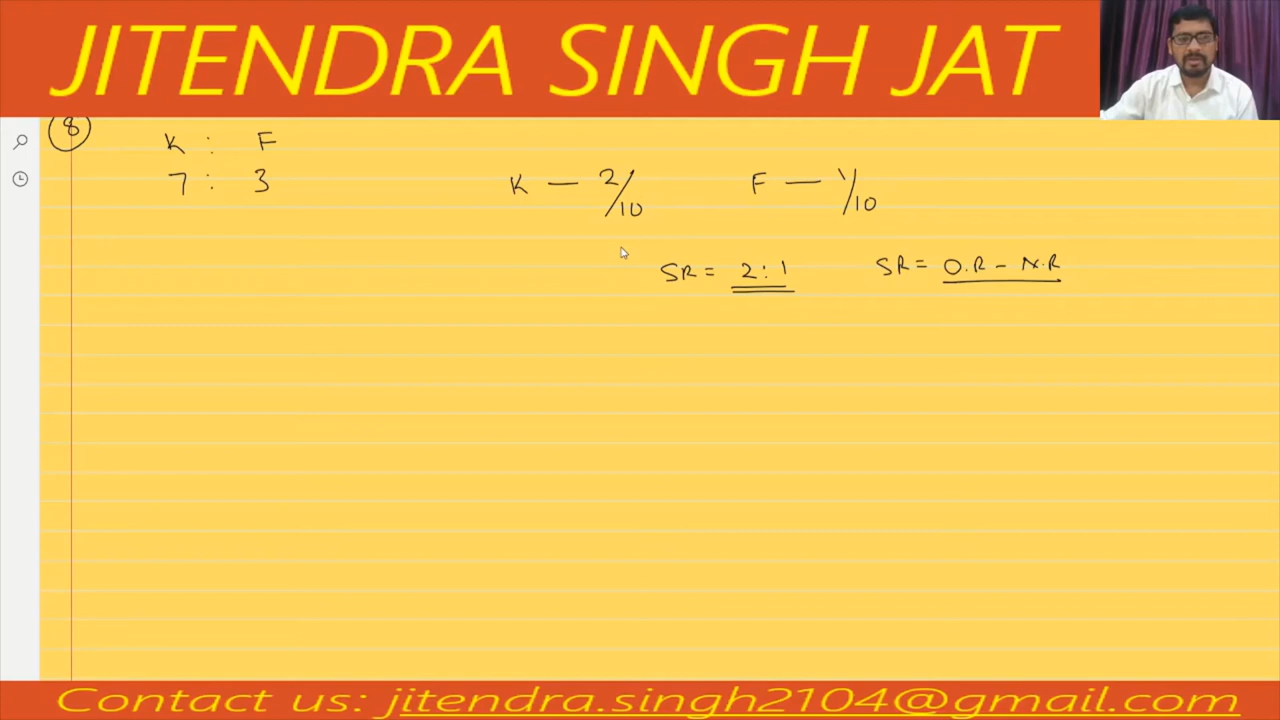 JITENDRA SINGH JAT
8
K : F
7 : 3
K — 2/10 F — 1/10
SR = 2 : 1 SR = O.R - N.R
Contact us: jitendra.singh2104@gmail.com